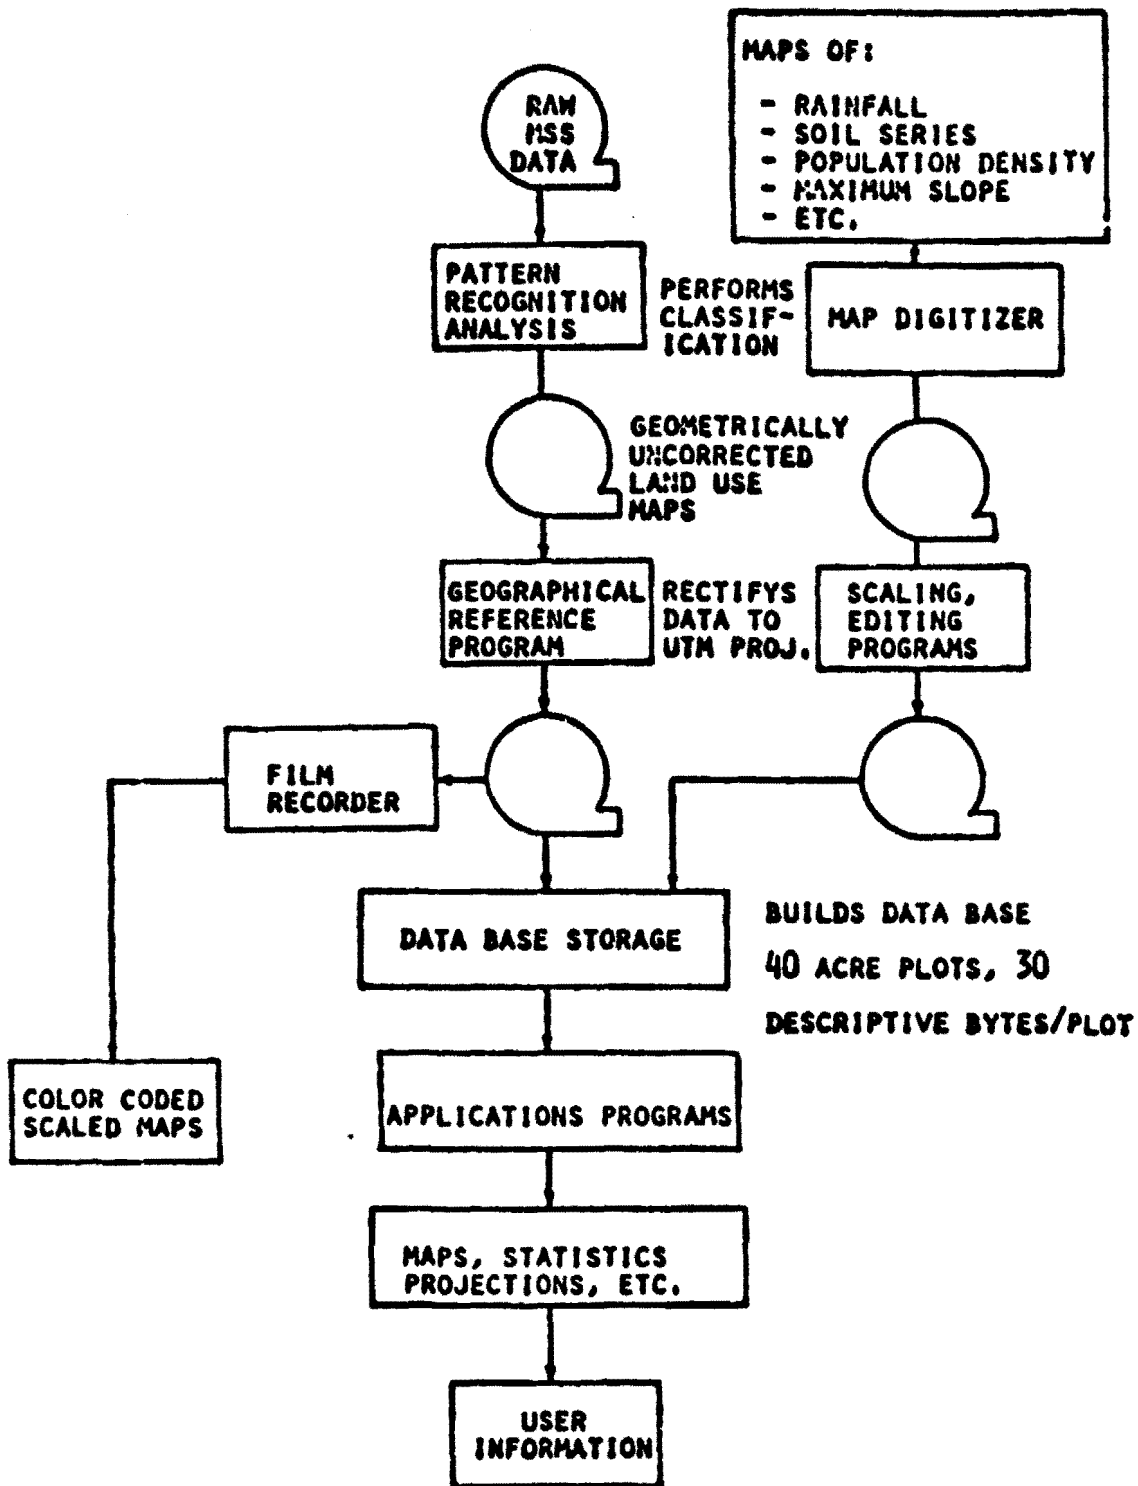 MAPS OF:
- RAINFALL
- SOIL SERIES
- POPULATION DENSITY
- MAXIMUM SLOPE
- ETC.
RAW
MSS
DATA
PATTERN
RECOGNITION
ANALYSIS
PERFORMS
CLASSIF-
ICATION
MAP DIGITIZER
GEOMETRICALLY
UNCORRECTED
LAND USE
MAPS
GEOGRAPHICAL
REFERENCE
PROGRAM
RECTIFYS
DATA TO
UTM PROJ.
SCALING,
EDITING
PROGRAMS
FILM
RECORDER
DATA BASE STORAGE
BUILDS DATA BASE
40 ACRE PLOTS, 30
DESCRIPTIVE BYTES/PLOT
COLOR CODED
SCALED MAPS
APPLICATIONS PROGRAMS
MAPS, STATISTICS
PROJECTIONS, ETC.
USER
INFORMATION